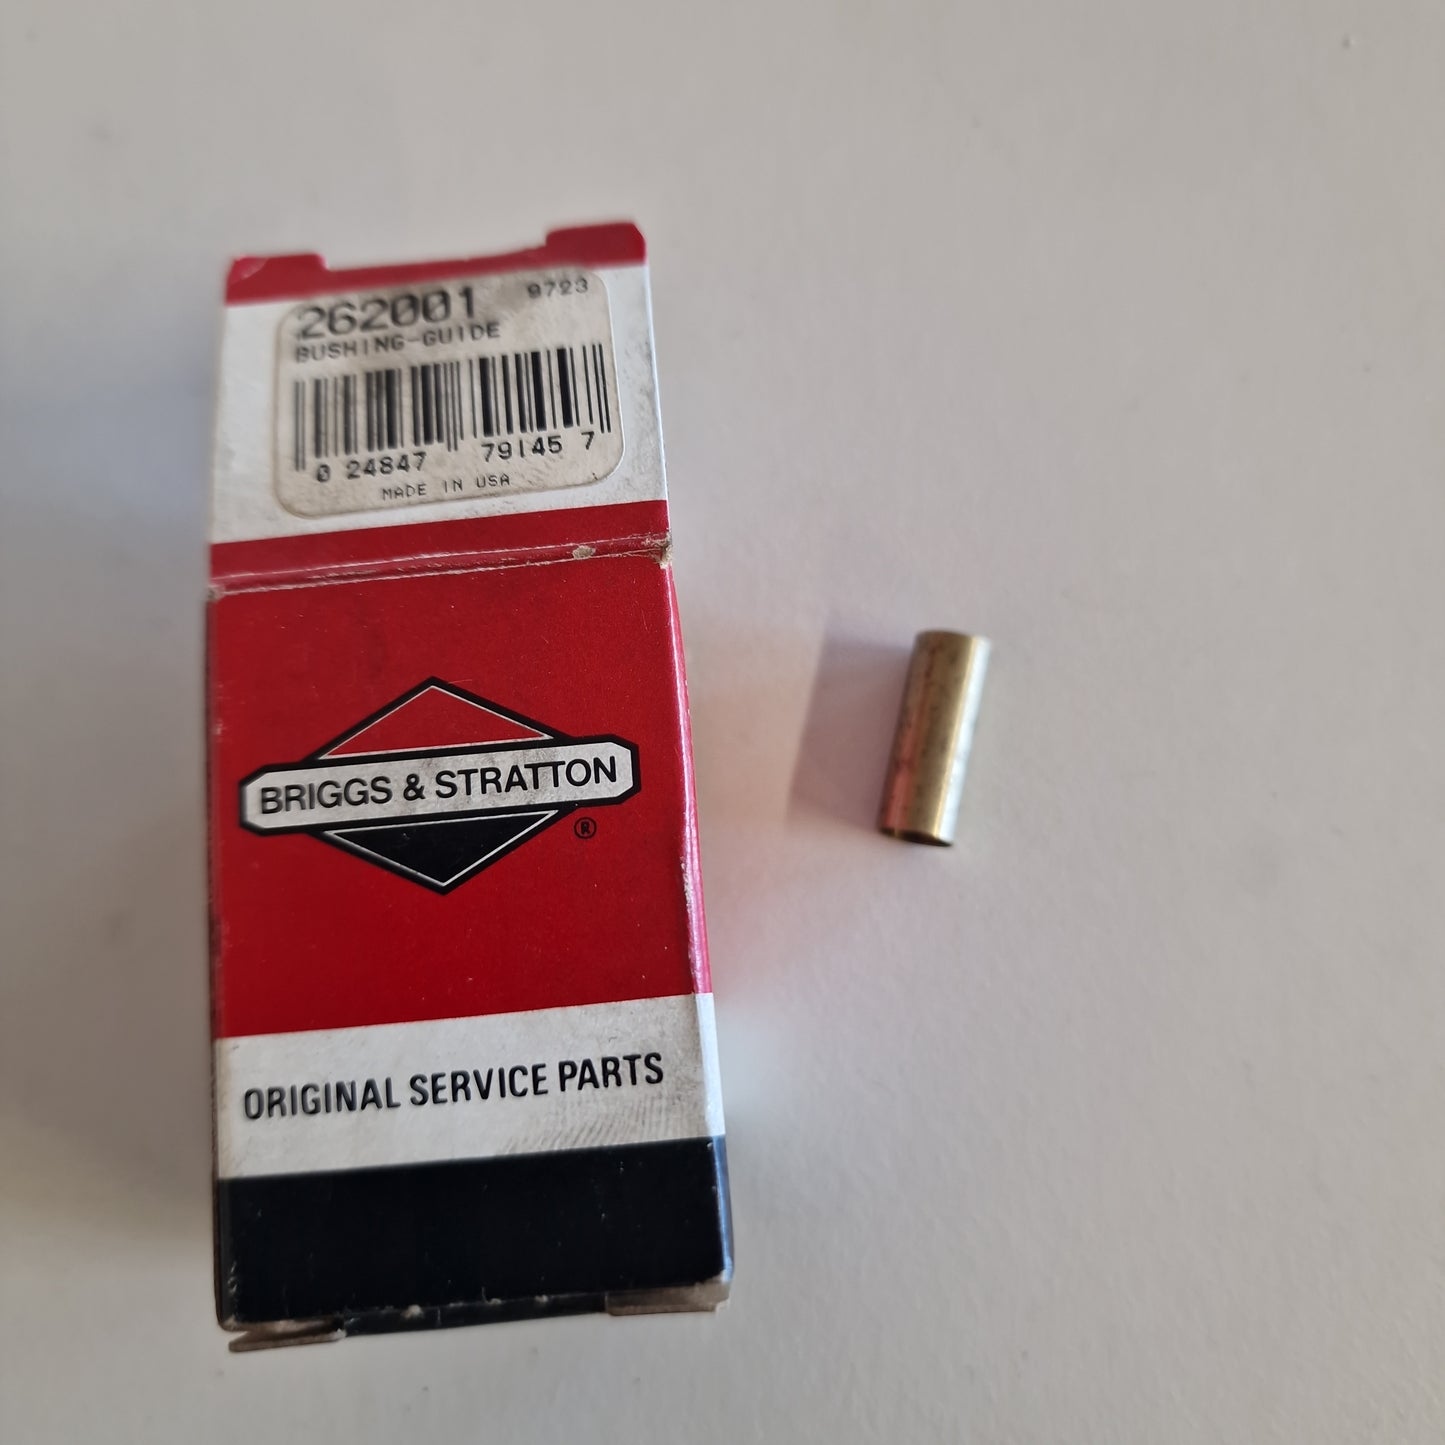 262001 9723
BUSHING-GUIDE
0 24847 79145 7
MADE IN USA
BRIGGS & STRATTON
®
ORIGINAL SERVICE PARTS